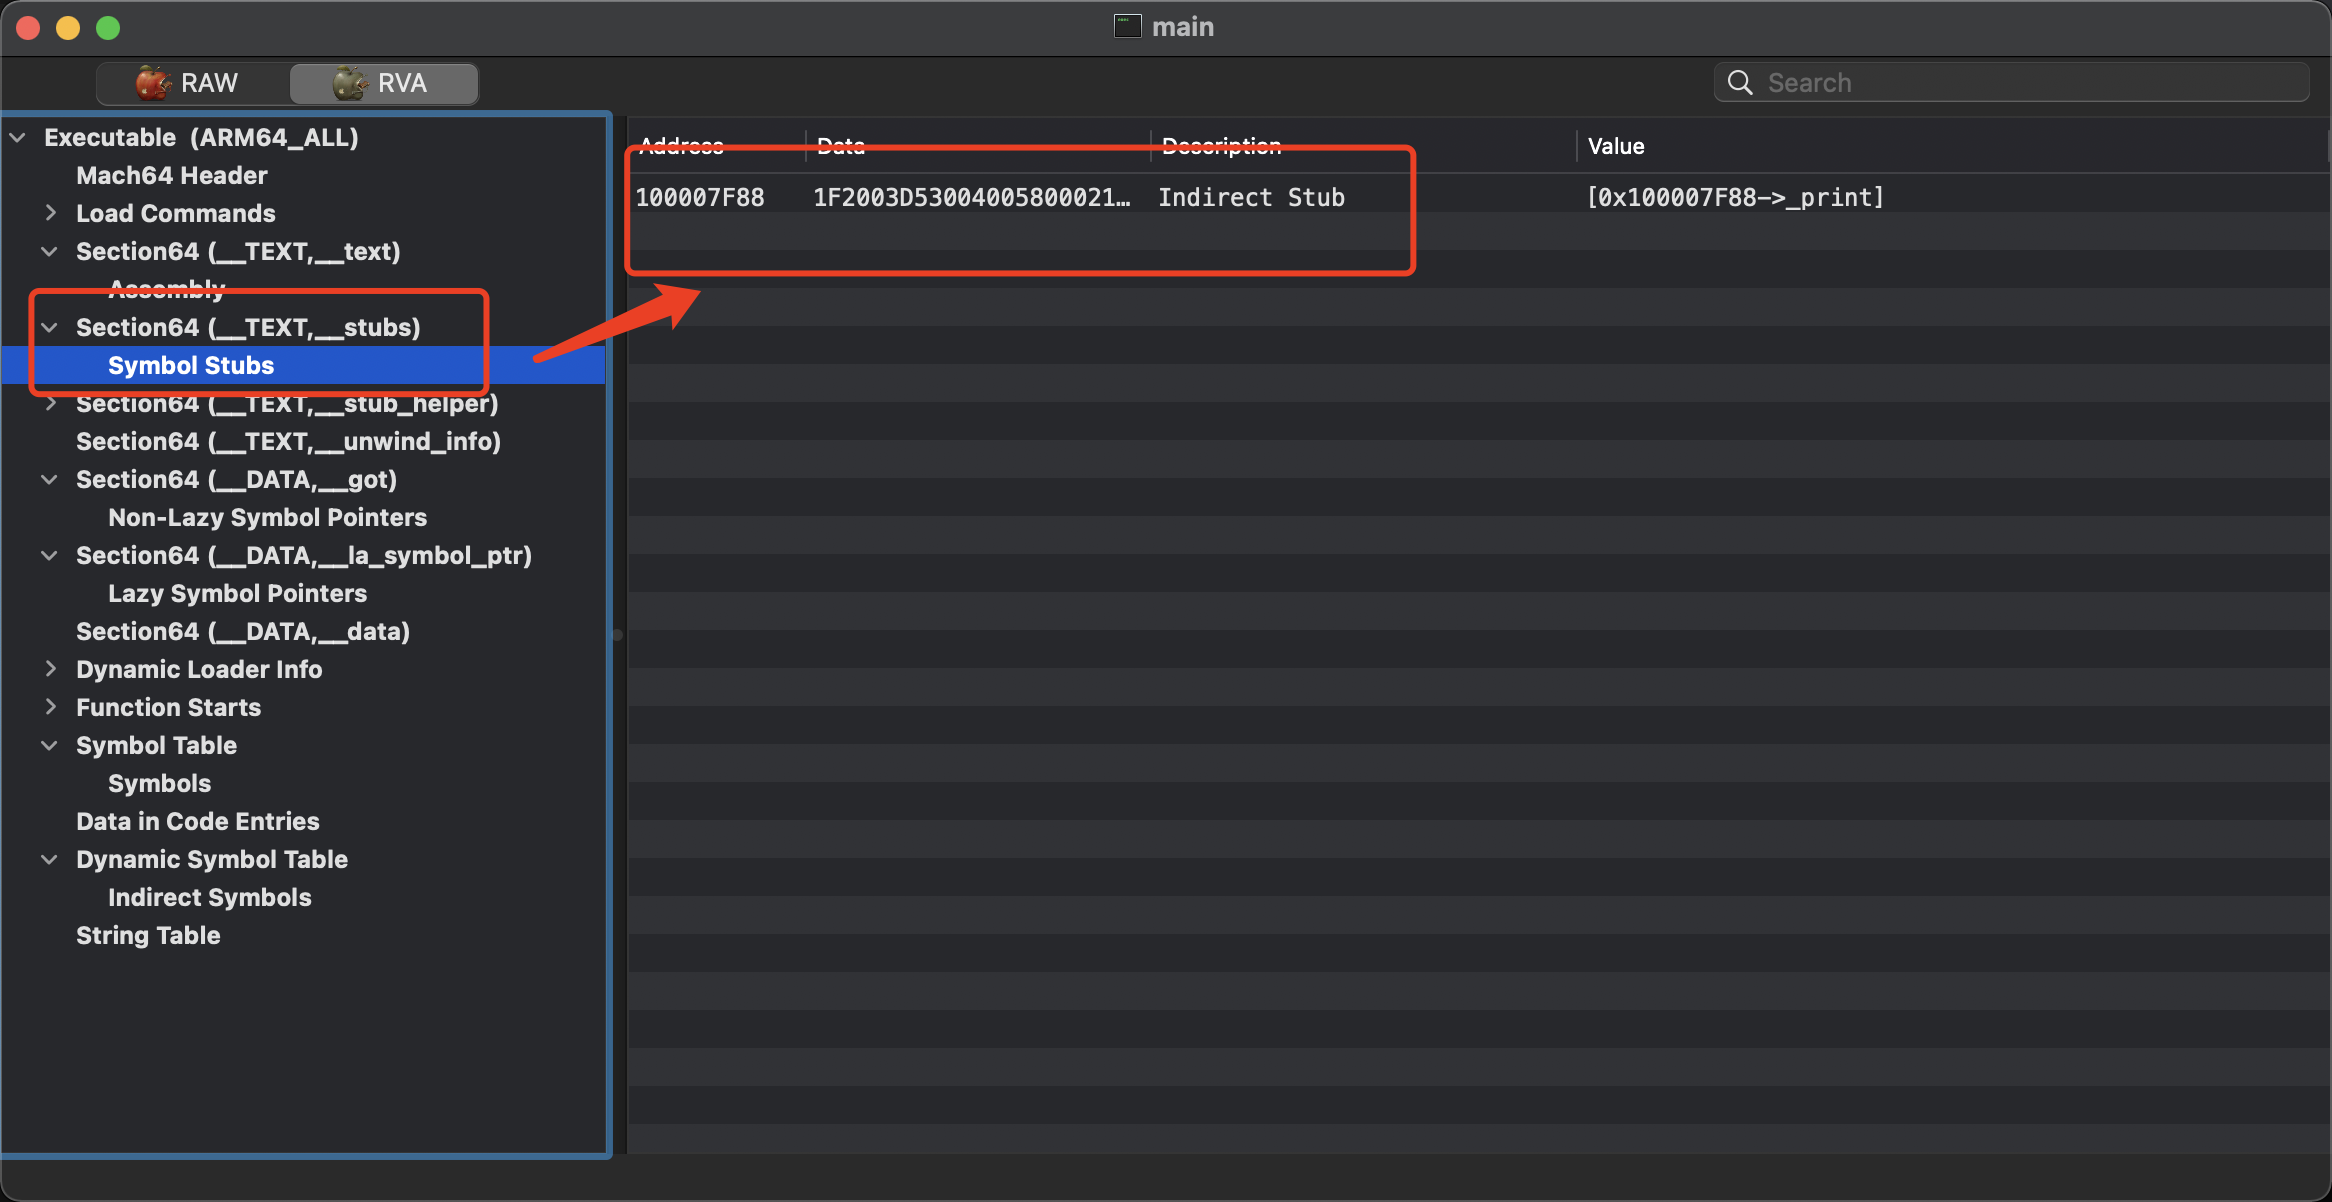 main
RAW
RVA
Search
Executable (ARM64_ALL)
Mach64 Header
Load Commands
Section64 (__TEXT,__text)
Assembly
Section64 (__TEXT,__stubs)
Symbol Stubs
Section64 (__TEXT,__stub_helper)
Section64 (__TEXT,__unwind_info)
Section64 (__DATA,__got)
Non-Lazy Symbol Pointers
Section64 (__DATA,__la_symbol_ptr)
Lazy Symbol Pointers
Section64 (__DATA,__data)
Dynamic Loader Info
Function Starts
Symbol Table
Symbols
Data in Code Entries
Dynamic Symbol Table
Indirect Symbols
String Table
Address Data Description Value
100007F88 1F2003D53004005800021… Indirect Stub [0x100007F88->_print]